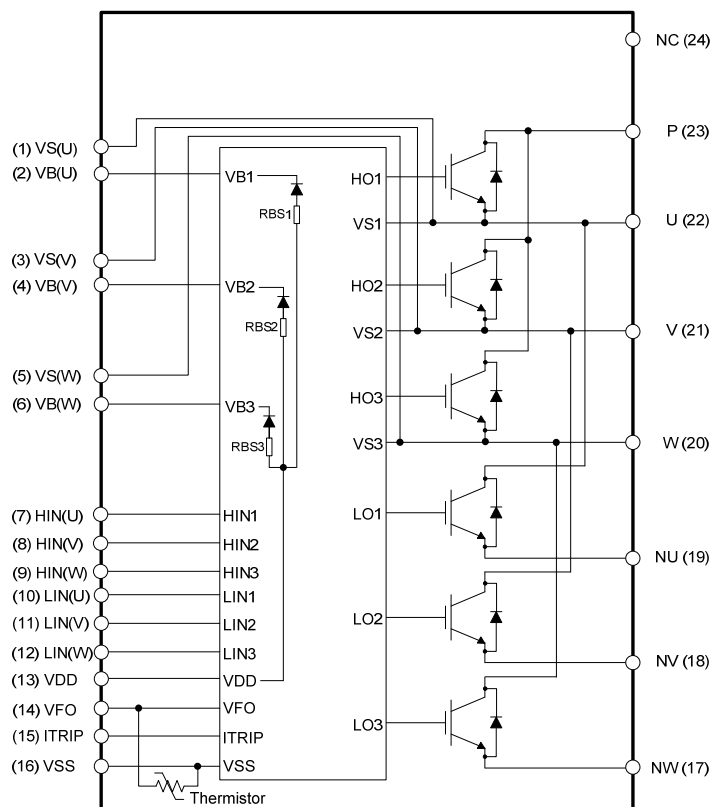 NC (24)
(1) VS(U)
P (23)
(2) VB(U)
VB1
HO1
RBS1
VS1
U (22)
(3) VS(V)
(4) VB(V)
VB2
HO2
RBS2
VS2
V (21)
(5) VS(W)
(6) VB(W)
VB3
HO3
RBS3
VS3
W (20)
(7) HIN(U)
HIN1
LO1
(8) HIN(V)
HIN2
NU (19)
(9) HIN(W)
HIN3
(10) LIN(U)
LIN1
(11) LIN(V)
LIN2
LO2
(12) LIN(W)
LIN3
NV (18)
(13) VDD
VDD
(14) VFO
VFO
LO3
(15) ITRIP
ITRIP
(16) VSS
VSS
NW (17)
Thermistor